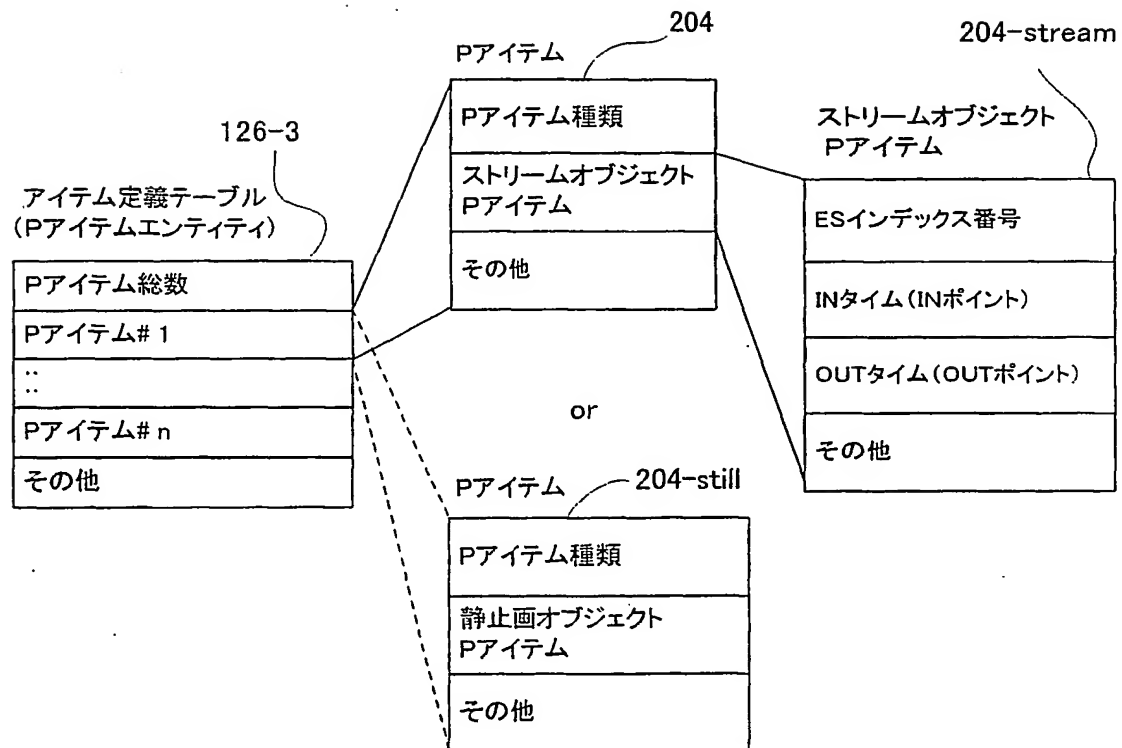 126-3
アイテム定義テーブル
(Pアイテムエンティティ)
Pアイテム総数
Pアイテム#1
::
Pアイテム#n
その他
204
Pアイテム
Pアイテム種類
ストリームオブジェクト
Pアイテム
その他
or
Pアイテム
204-still
Pアイテム種類
静止画オブジェクト
Pアイテム
その他
204-stream
ストリームオブジェクト
Pアイテム
ESインデックス番号
INタイム(INポイント)
OUTタイム(OUTポイント)
その他